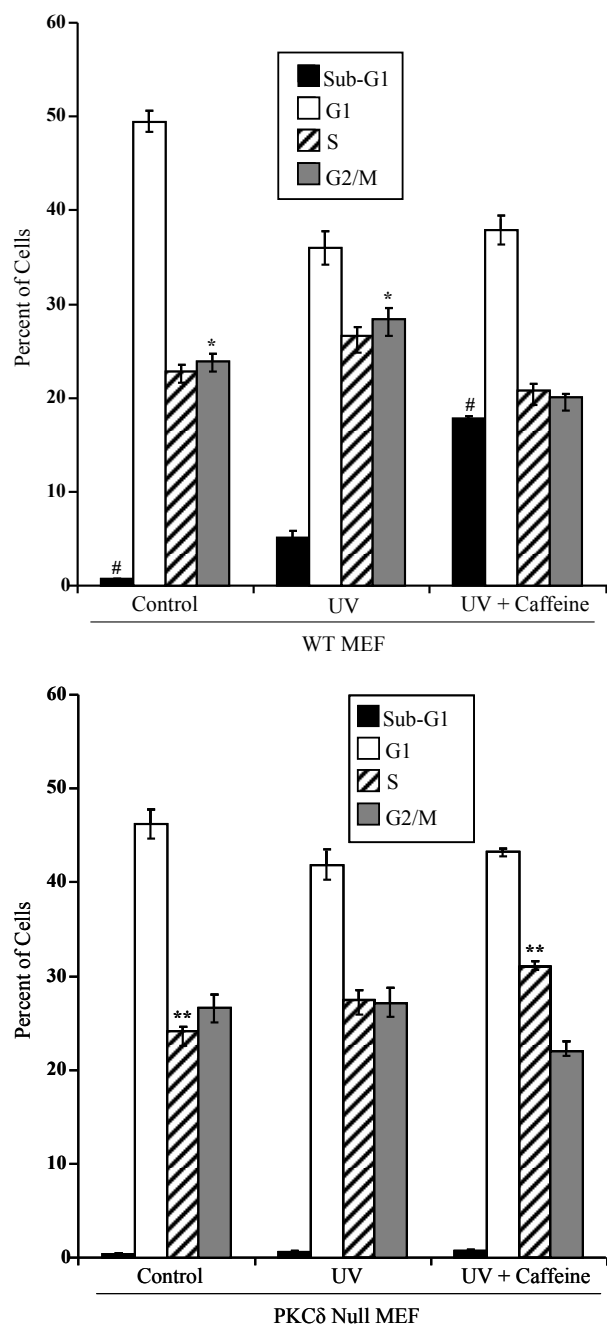 60
50
40
30
20
10
0
Percent of Cells
Sub-G1
G1
S
G2/M
#
*
*
#
Control UV UV + Caffeine
WT MEF
60
50
40
30
20
10
0
Percent of Cells
Sub-G1
G1
S
G2/M
**
**
Control UV UV + Caffeine
PKCδ Null MEF